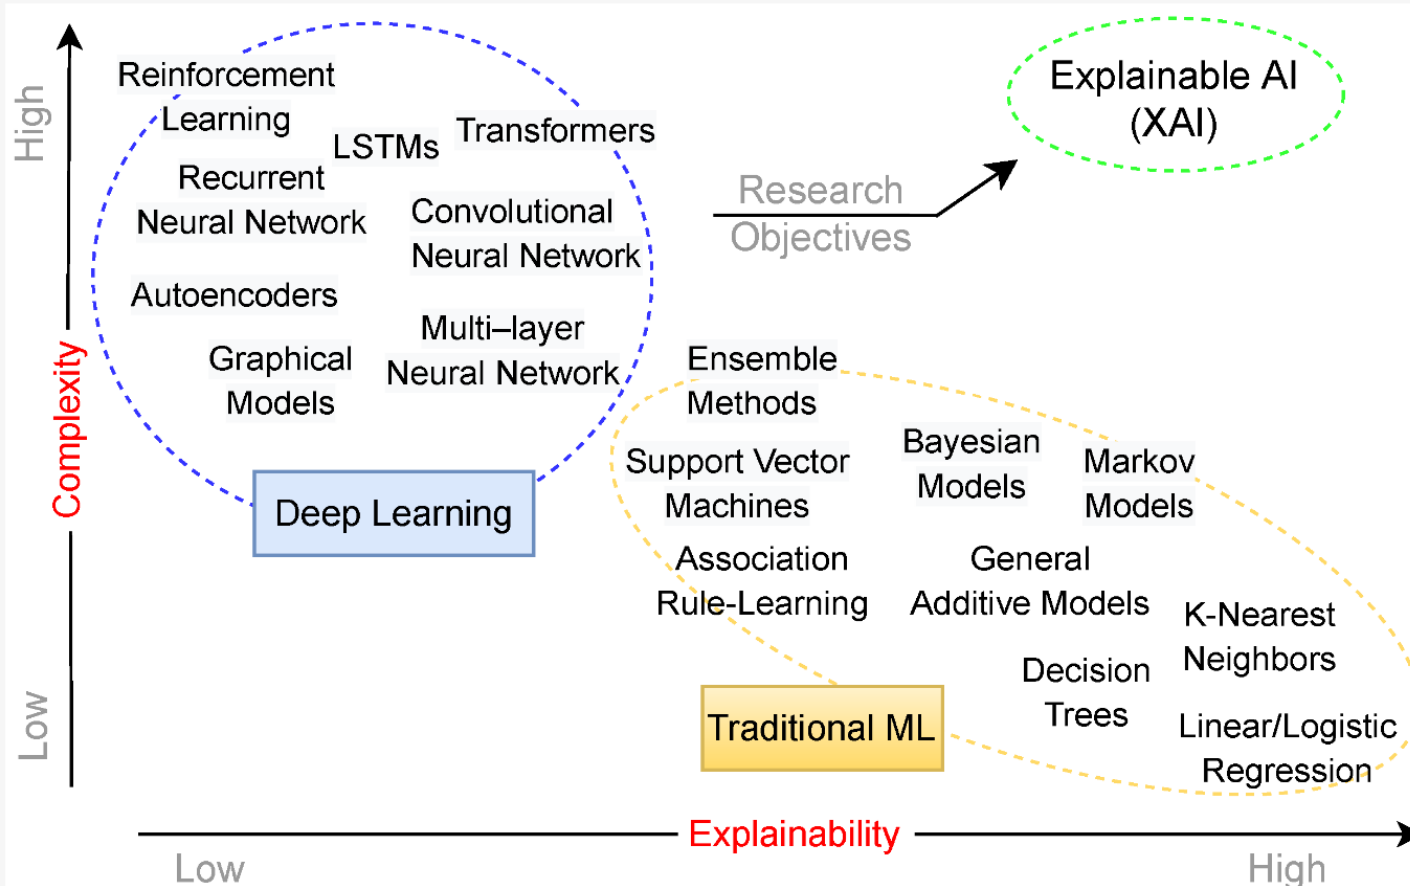 High
Reinforcement
Learning
LSTMs
Transformers
Recurrent
Neural Network
Convolutional
Neural Network
Autoencoders
Multi–layer
Neural Network
Graphical
Models
Deep Learning
Explainable AI
(XAI)
Research
Objectives
Complexity
Ensemble
Methods
Support Vector
Machines
Bayesian
Models
Markov
Models
Association
Rule-Learning
General
Additive Models
K-Nearest
Neighbors
Decision
Trees
Linear/Logistic
Regression
Traditional ML
Low
Explainability
Low
High